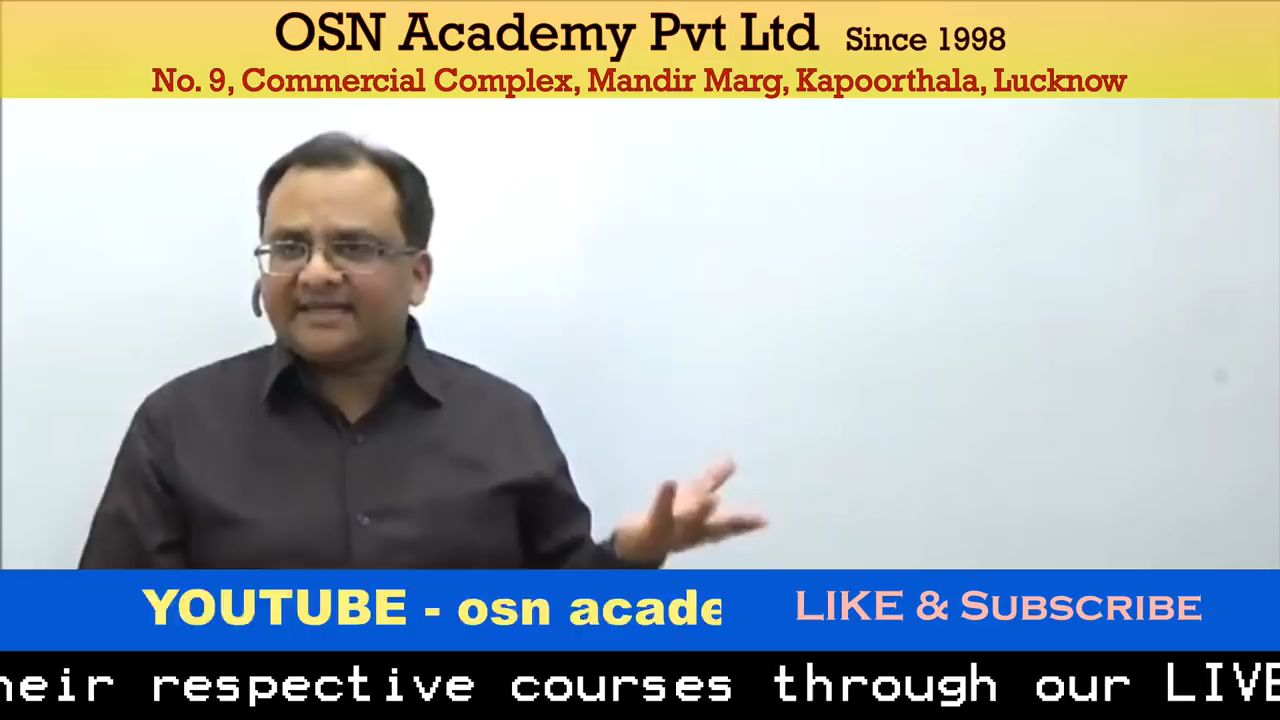 OSN Academy Pvt Ltd Since 1998
No. 9, Commercial Complex, Mandir Marg, Kapoorthala, Lucknow
YOUTUBE - osn acade
LIKE & SUBSCRIBE
heir respective courses through our LIVE